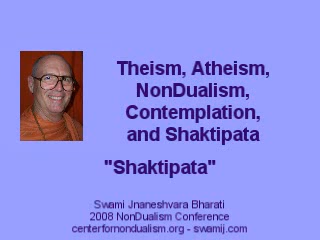 Theism, Atheism,
NonDualism,
Contemplation,
and Shaktipata
"Shaktipata"
Swami Jnaneshvara Bharati
2008 NonDualism Conference
centerfornondualism.org - swamij.com